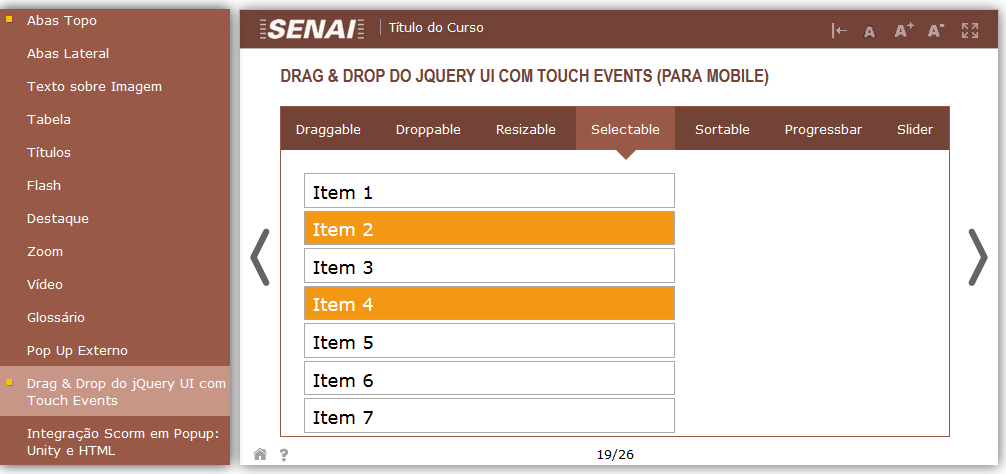 Abas Topo
Abas Lateral
Texto sobre Imagem
Tabela
Títulos
Flash
Destaque
Zoom
Vídeo
Glossário
Pop Up Externo
Drag & Drop do jQuery UI com
Touch Events
Integração Scorm em Popup:
Unity e HTML
SENAI Título do Curso
A A+ A-
DRAG & DROP DO JQUERY UI COM TOUCH EVENTS (PARA MOBILE)
Draggable Droppable Resizable Selectable Sortable Progressbar Slider
Item 1
Item 2
Item 3
Item 4
Item 5
Item 6
Item 7
? 19/26